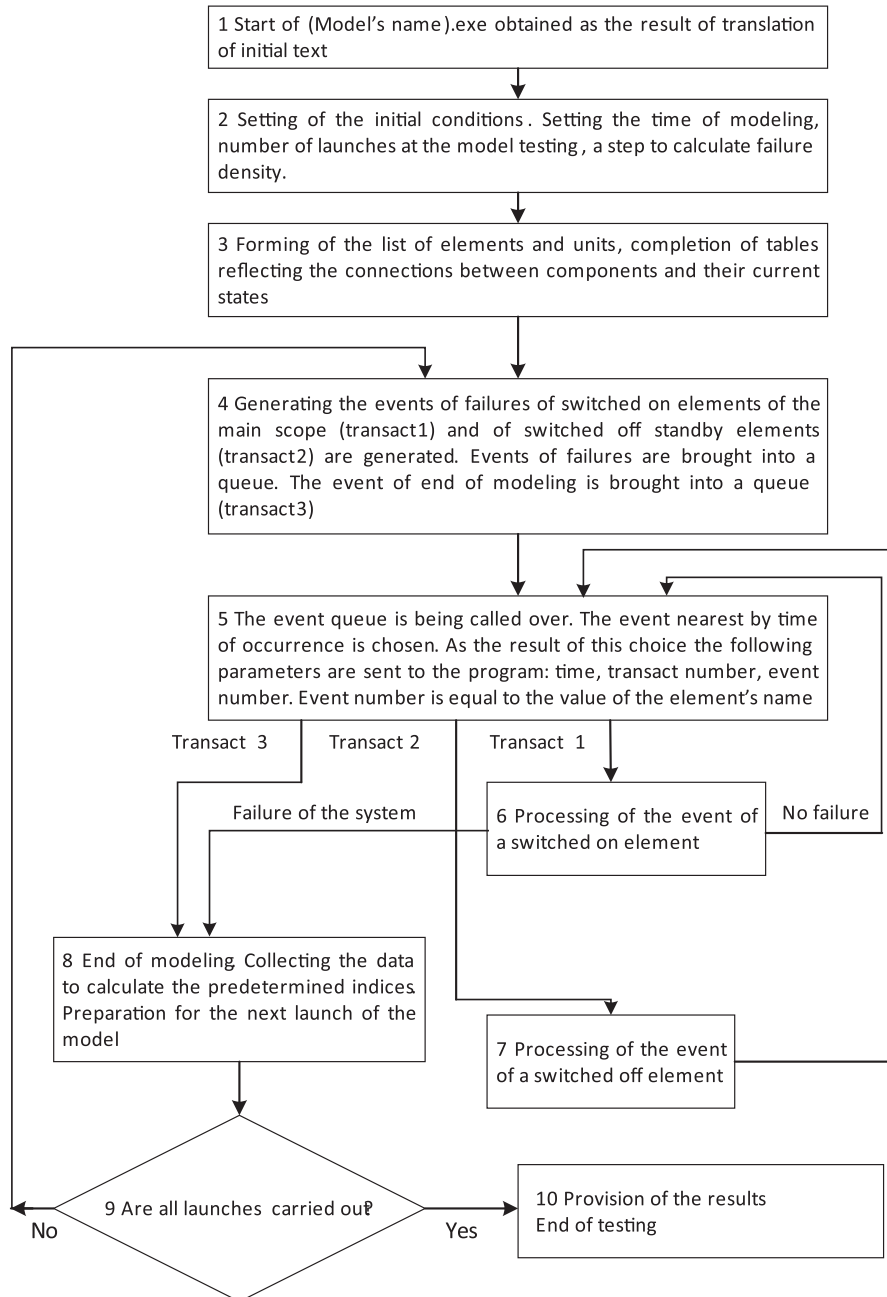 1 Start of (Model's name).exe obtained as the result of translation
of initial text
2 Setting of the initial conditions. Setting the time of modeling,
number of launches at the model testing, a step to calculate failure
density.
3 Forming of the list of elements and units, completion of tables
reflecting the connections between components and their current
states
4 Generating the events of failures of switched on elements of the
main scope (transact1) and of switched off standby elements
(transact2) are generated. Events of failures are brought into a
queue. The event of end of modeling is brought into a queue
(transact3)
5 The event queue is being called over. The event nearest by time
of occurrence is chosen. As the result of this choice the following
parameters are sent to the program: time, transact number, event
number. Event number is equal to the value of the element's name
Transact 3
Transact 2
Transact 1
Failure of the system
6 Processing of the event of
a switched on element
No failure
8 End of modeling. Collecting the data
to calculate the predetermined indices.
Preparation for the next launch of the
model
7 Processing of the event
of a switched off element
9 Are all launches carried out?
No
Yes
10 Provision of the results
End of testing